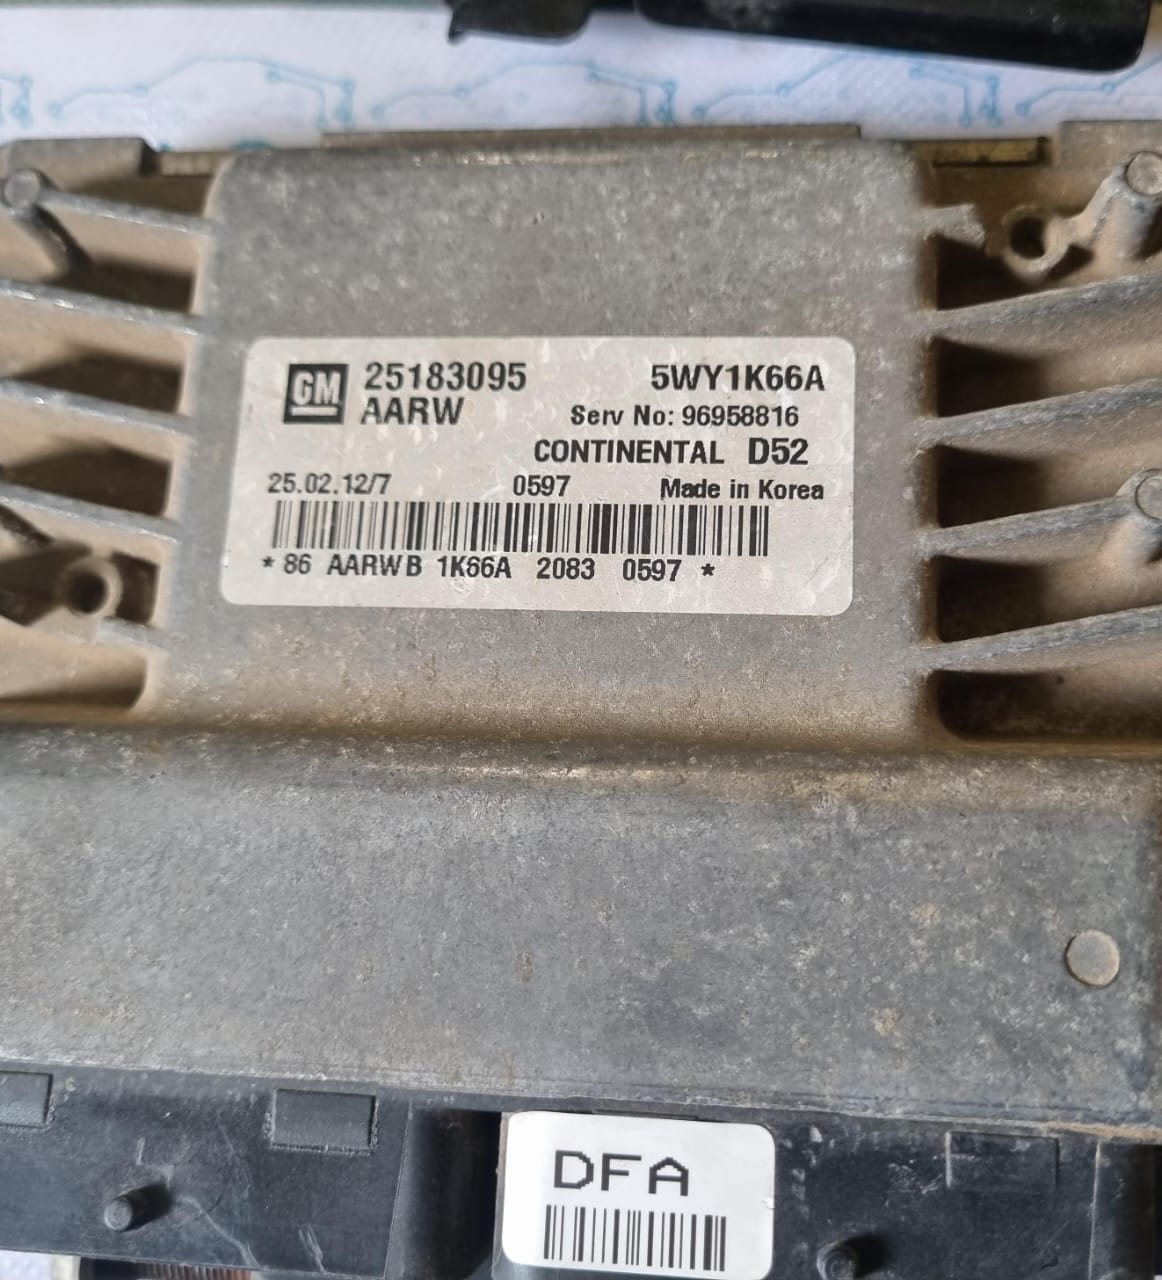 GM 25183095 5WY1K66A
AARW Serv No: 96958816
CONTINENTAL D52
25.02.12/7 0597 Made in Korea
* 86 AARWB 1K66A 2083 0597 *
DFA